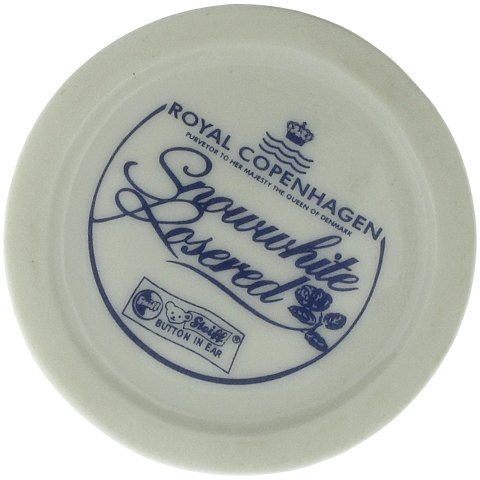 ROYAL COPENHAGEN
PURVEYOR TO HER MAJESTY THE QUEEN OF DENMARK
Snowwhite
Rosered
Steiff ®
BUTTON IN EAR